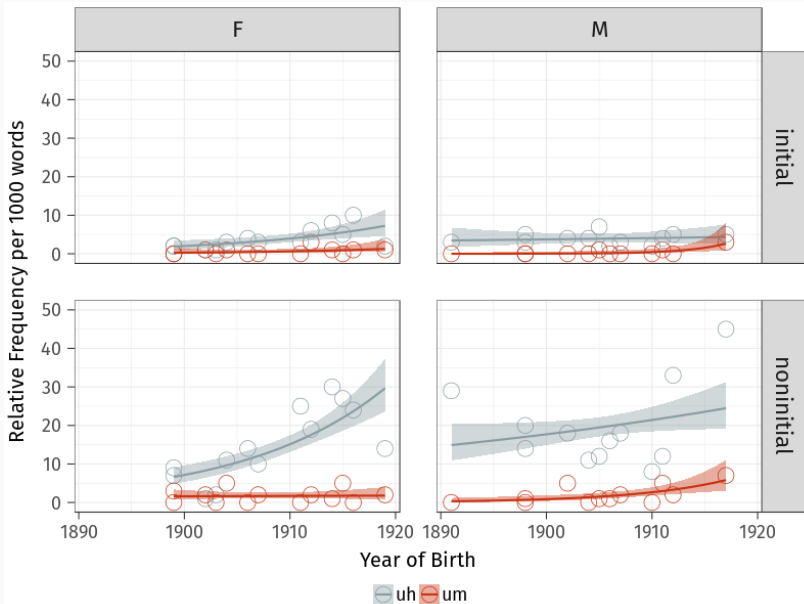 F M
50
40
30
20
10
0
initial
50
40
30
20
10
0
noninitial
1890 1900 1910 1920 1890 1900 1910 1920
Relative Frequency per 1000 words
Year of Birth
uh um